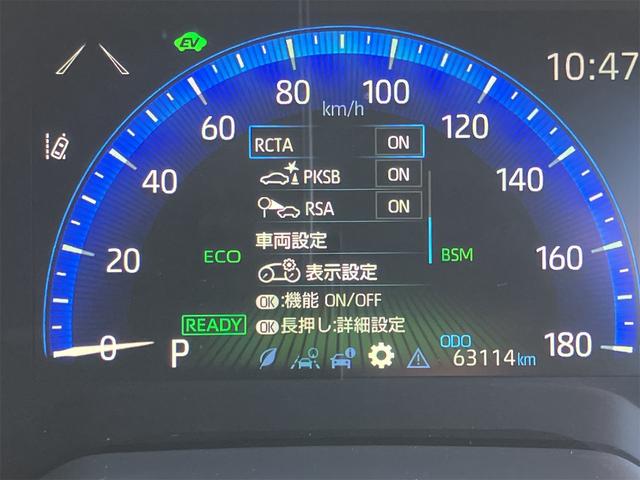 EV
10:47
80
100
km/h
60
120
RCTA ON
PKSB ON
40
140
RSA ON
車両設定
20
ECO
BSM
160
表示設定
OK:機能 ON/OFF
READY
OK長押し:詳細設定
0
P
ODO
63114km
180